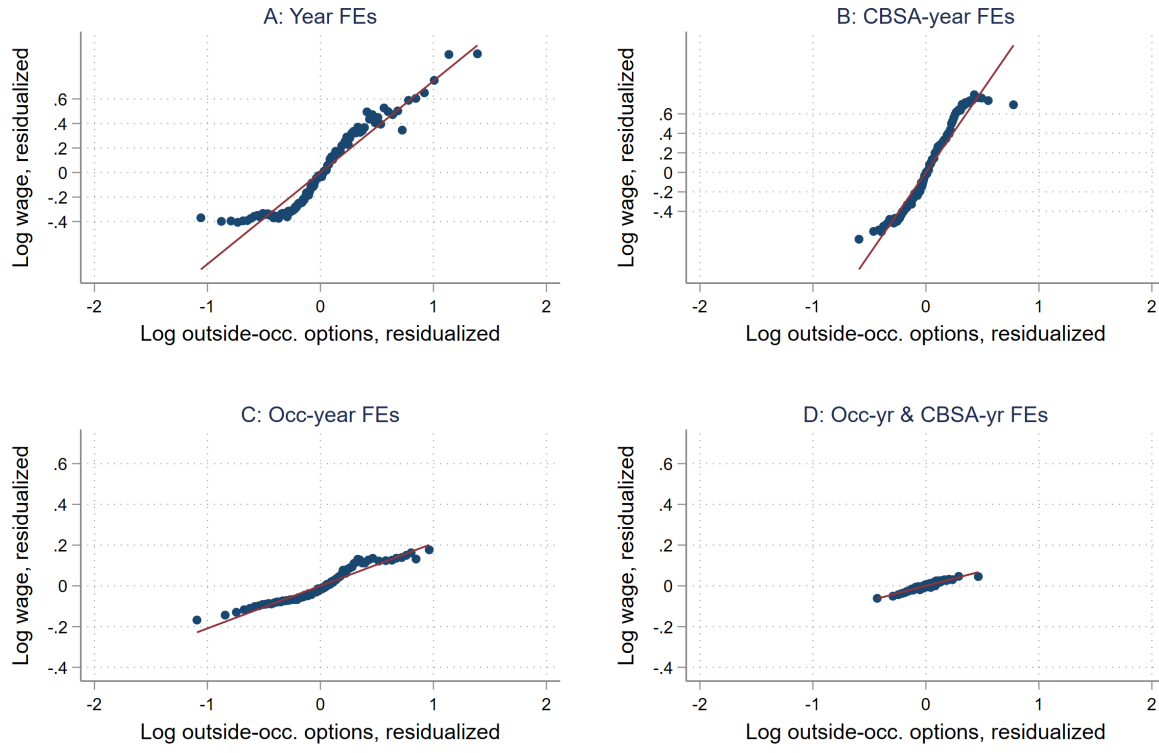 A: Year FEs
Log wage, residualized
.6
.4
.2
0
-.2
-.4
-2 -1 0 1 2
Log outside-occ. options, residualized
B: CBSA-year FEs
Log wage, residualized
.6
.4
.2
0
-.2
-.4
-2 -1 0 1 2
Log outside-occ. options, residualized
C: Occ-year FEs
Log wage, residualized
.6
.4
.2
0
-.2
-.4
-2 -1 0 1 2
Log outside-occ. options, residualized
D: Occ-yr & CBSA-yr FEs
Log wage, residualized
.6
.4
.2
0
-.2
-.4
-2 -1 0 1 2
Log outside-occ. options, residualized